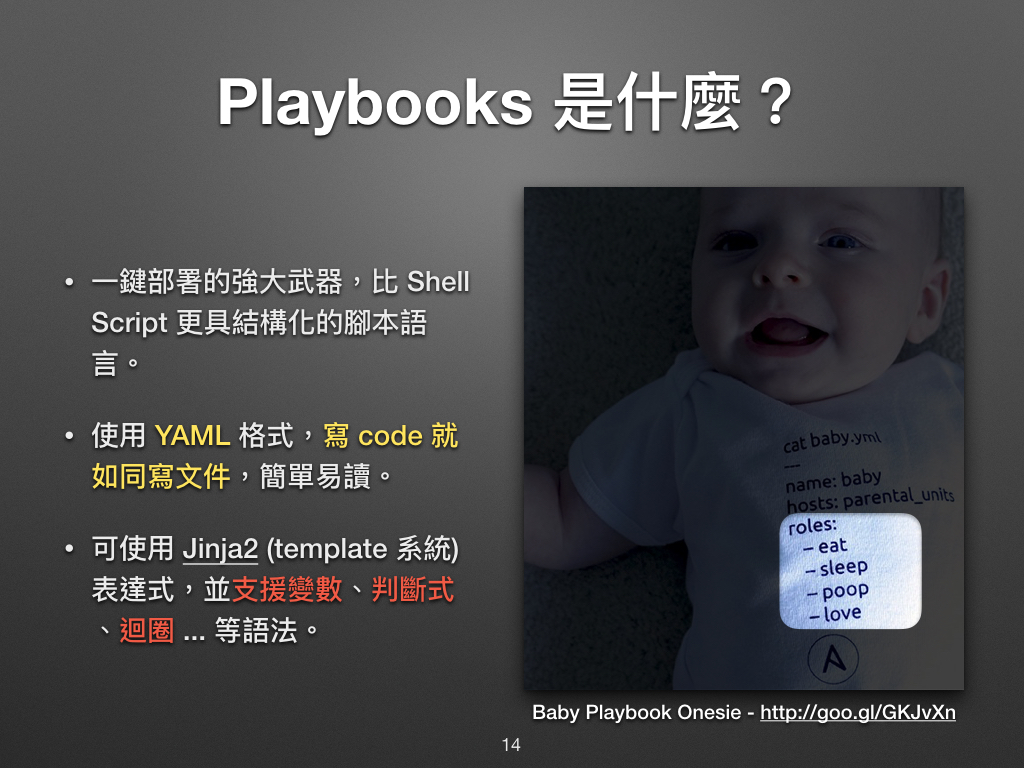 Playbooks 是什麼？
• 一鍵部署的強大武器，比 Shell
Script 更具結構化的腳本語
言。
• 使用 YAML 格式，寫 code 就
如同寫文件，簡單易讀。
• 可使用 Jinja2 (template 系統)
表達式，並支援變數、判斷式
、迴圈 ... 等語法。
cat baby.yml
---
name: baby
hosts: parental_units
roles:
– eat
– sleep
– poop
– love
A
Baby Playbook Onesie - http://goo.gl/GKJvXn
14